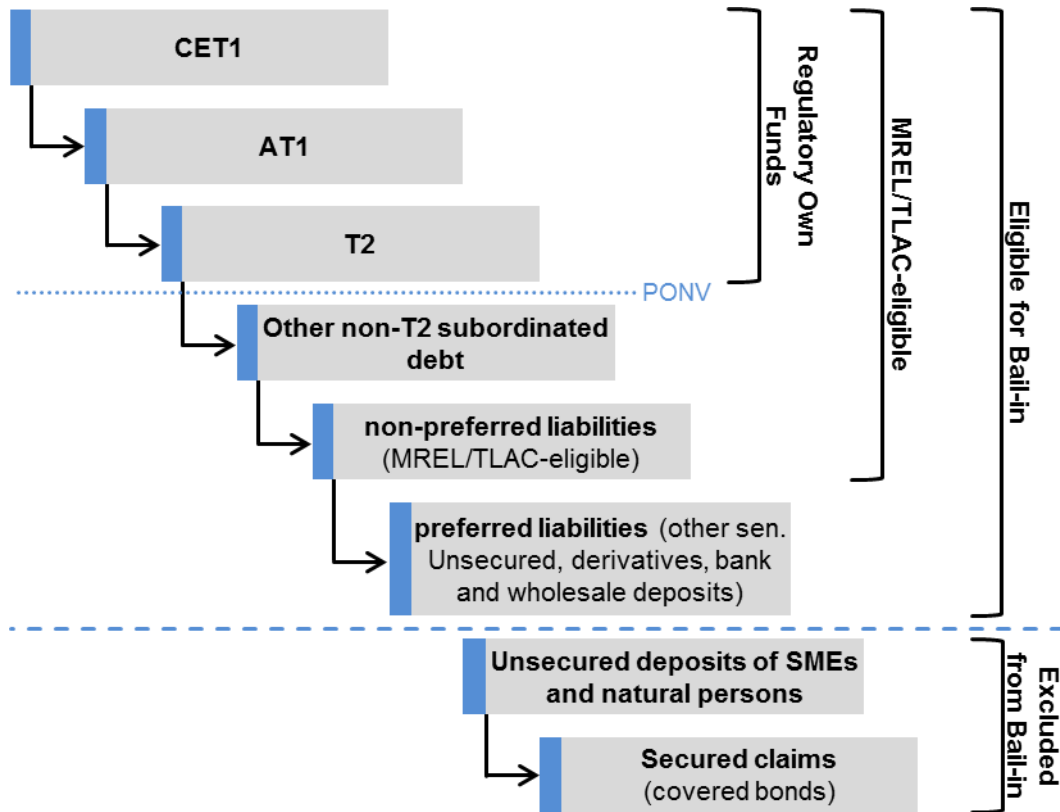 CET1
AT1
T2
PONV
Other non-T2 subordinated
debt
non-preferred liabilities
(MREL/TLAC-eligible)
preferred liabilities (other sen.
Unsecured, derivatives, bank
and wholesale deposits)
Unsecured deposits of SMEs
and natural persons
Secured claims
(covered bonds)
Regulatory Own
Funds
MREL/TLAC-eligible
Eligible for Bail-in
Excluded
from Bail-in